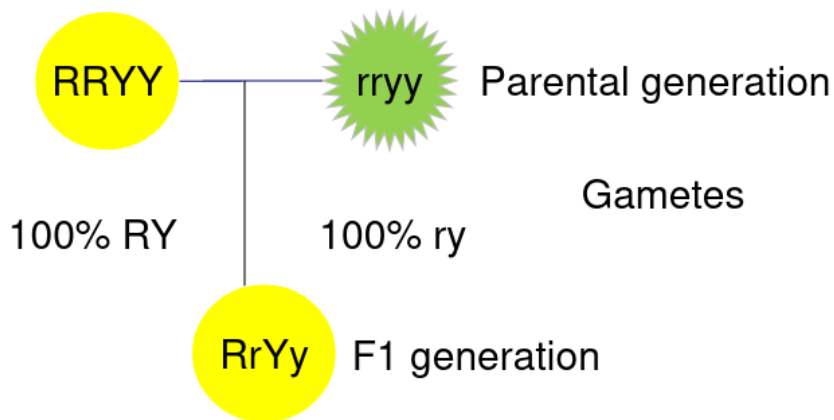 RRYY rryy Parental generation
Gametes
100% RY 100% ry
RrYy F1 generation